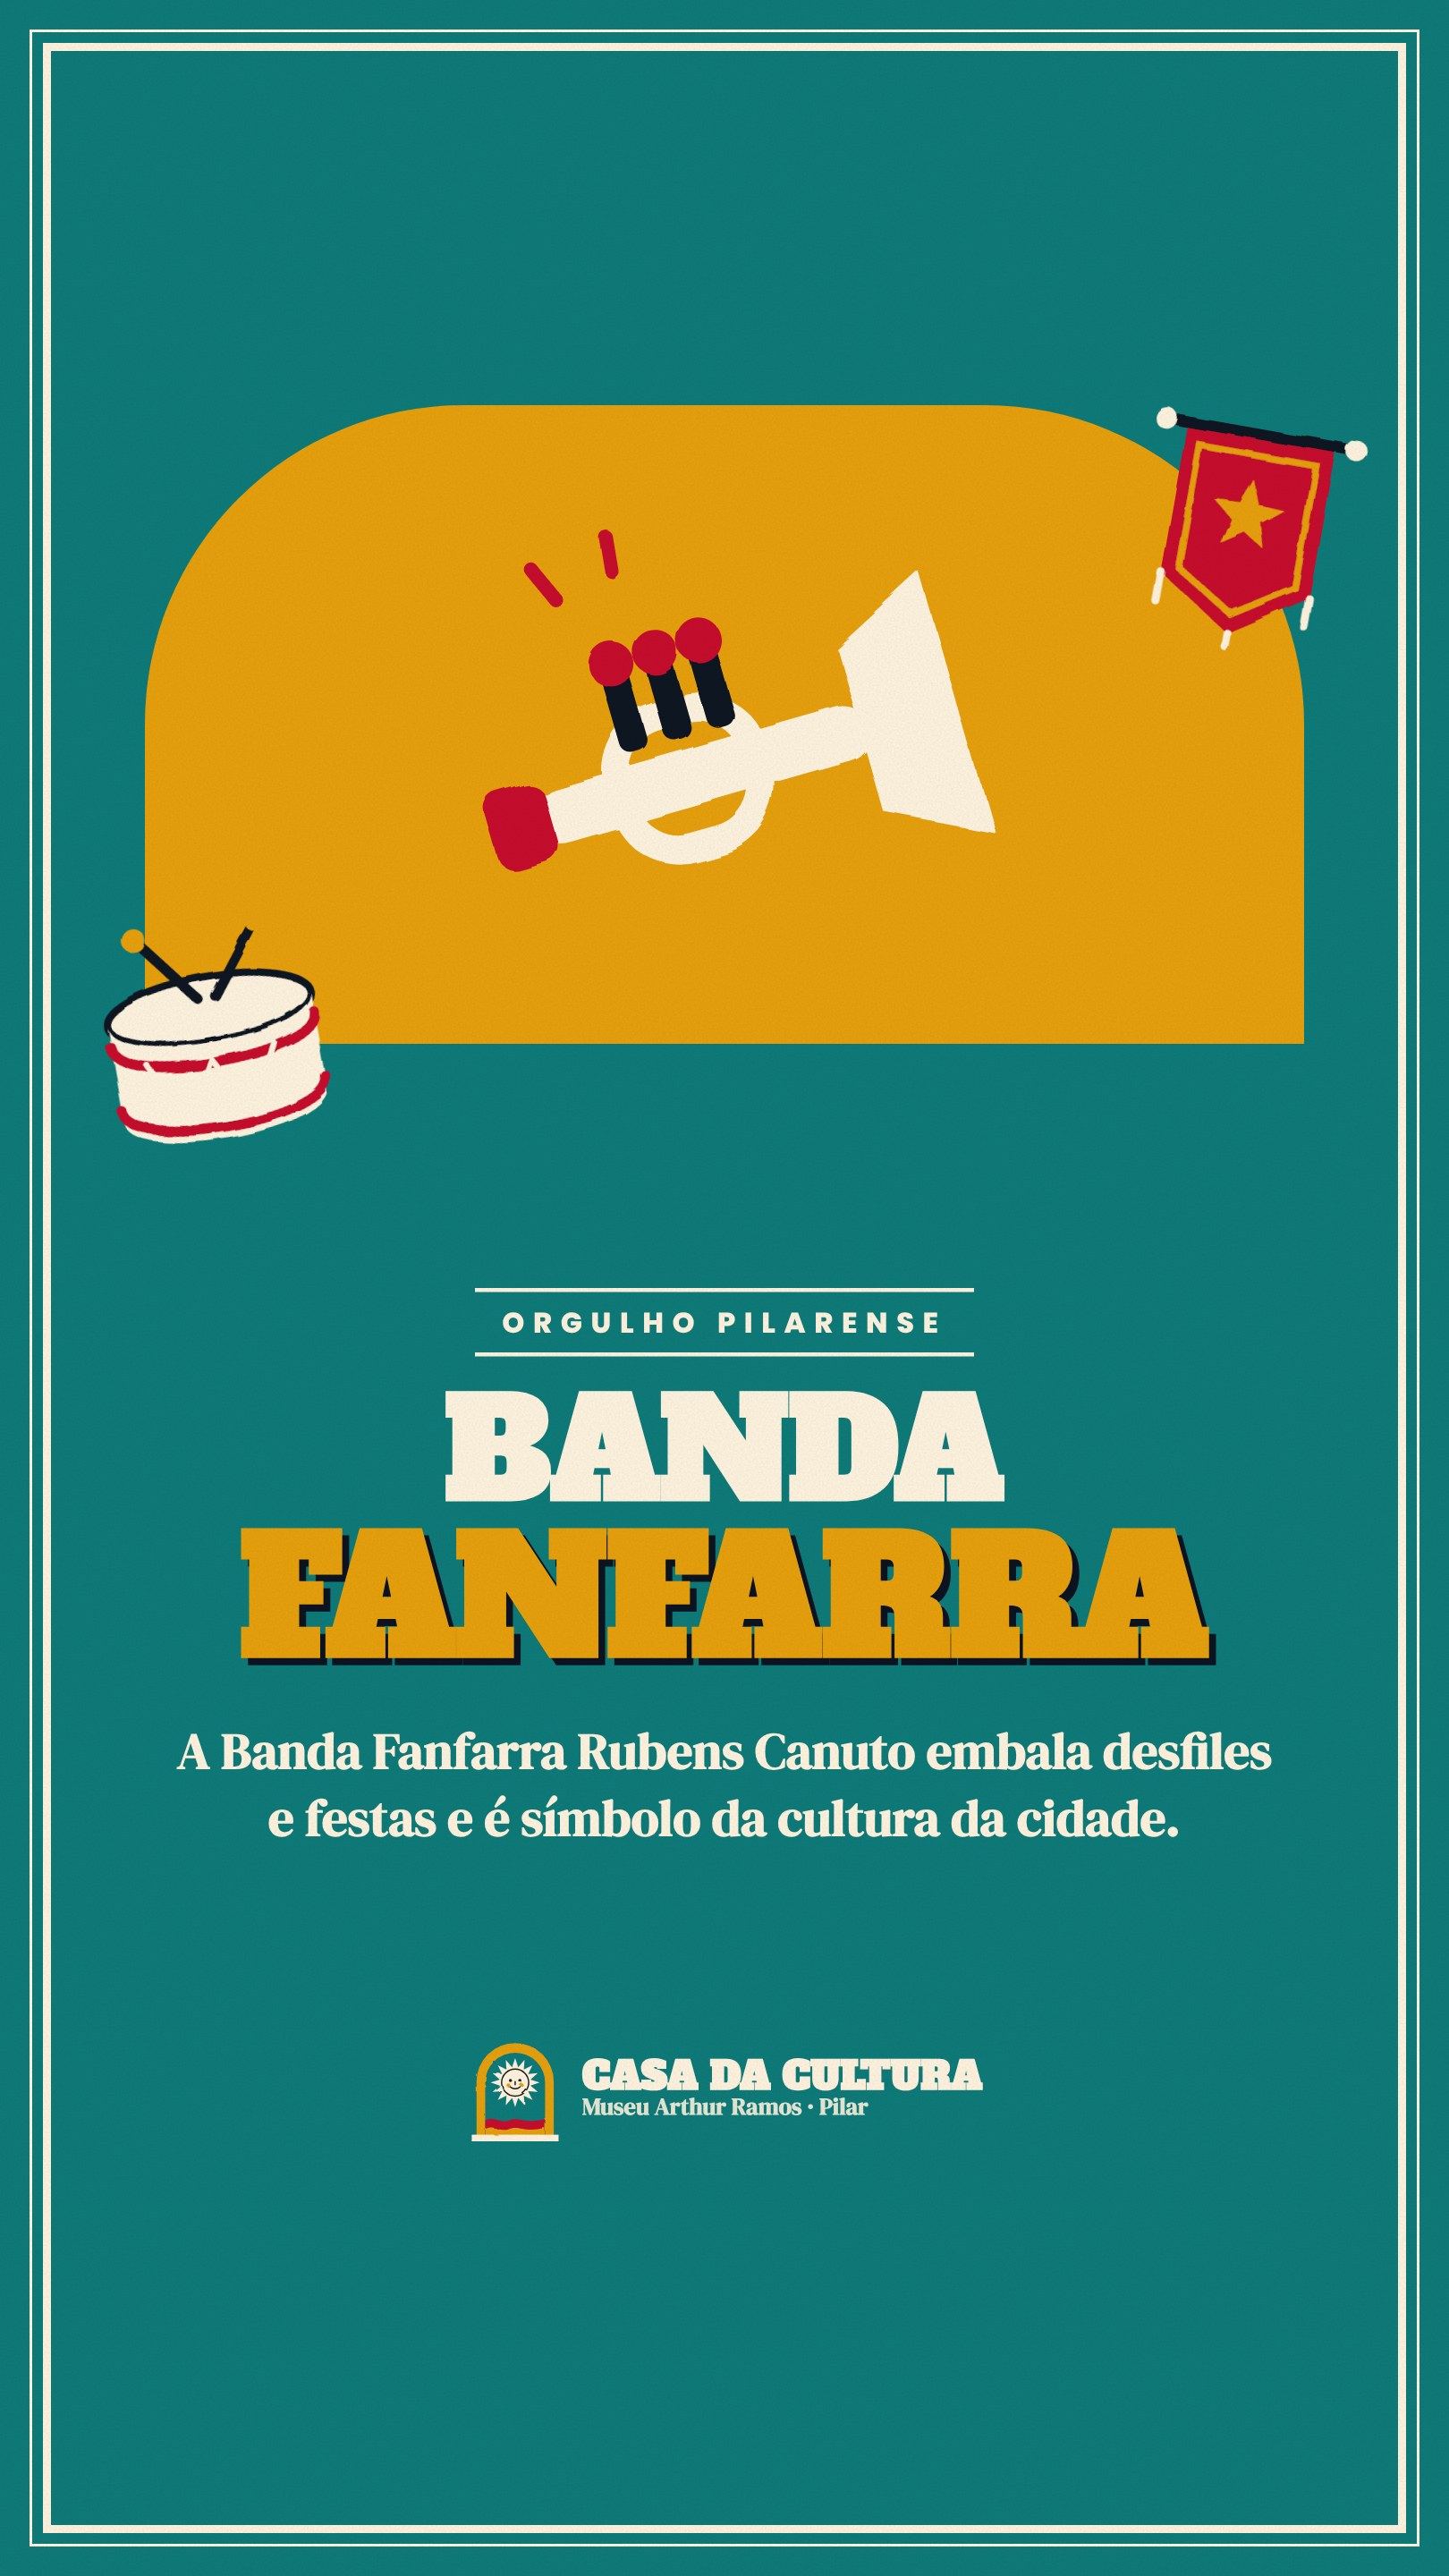 ORGULHO PILARENSE
BANDA
FANFARRA
A Banda Fanfarra Rubens Canuto embala desfiles
e festas e é símbolo da cultura da cidade.
CASA DA CULTURA
Museu Arthur Ramos • Pilar